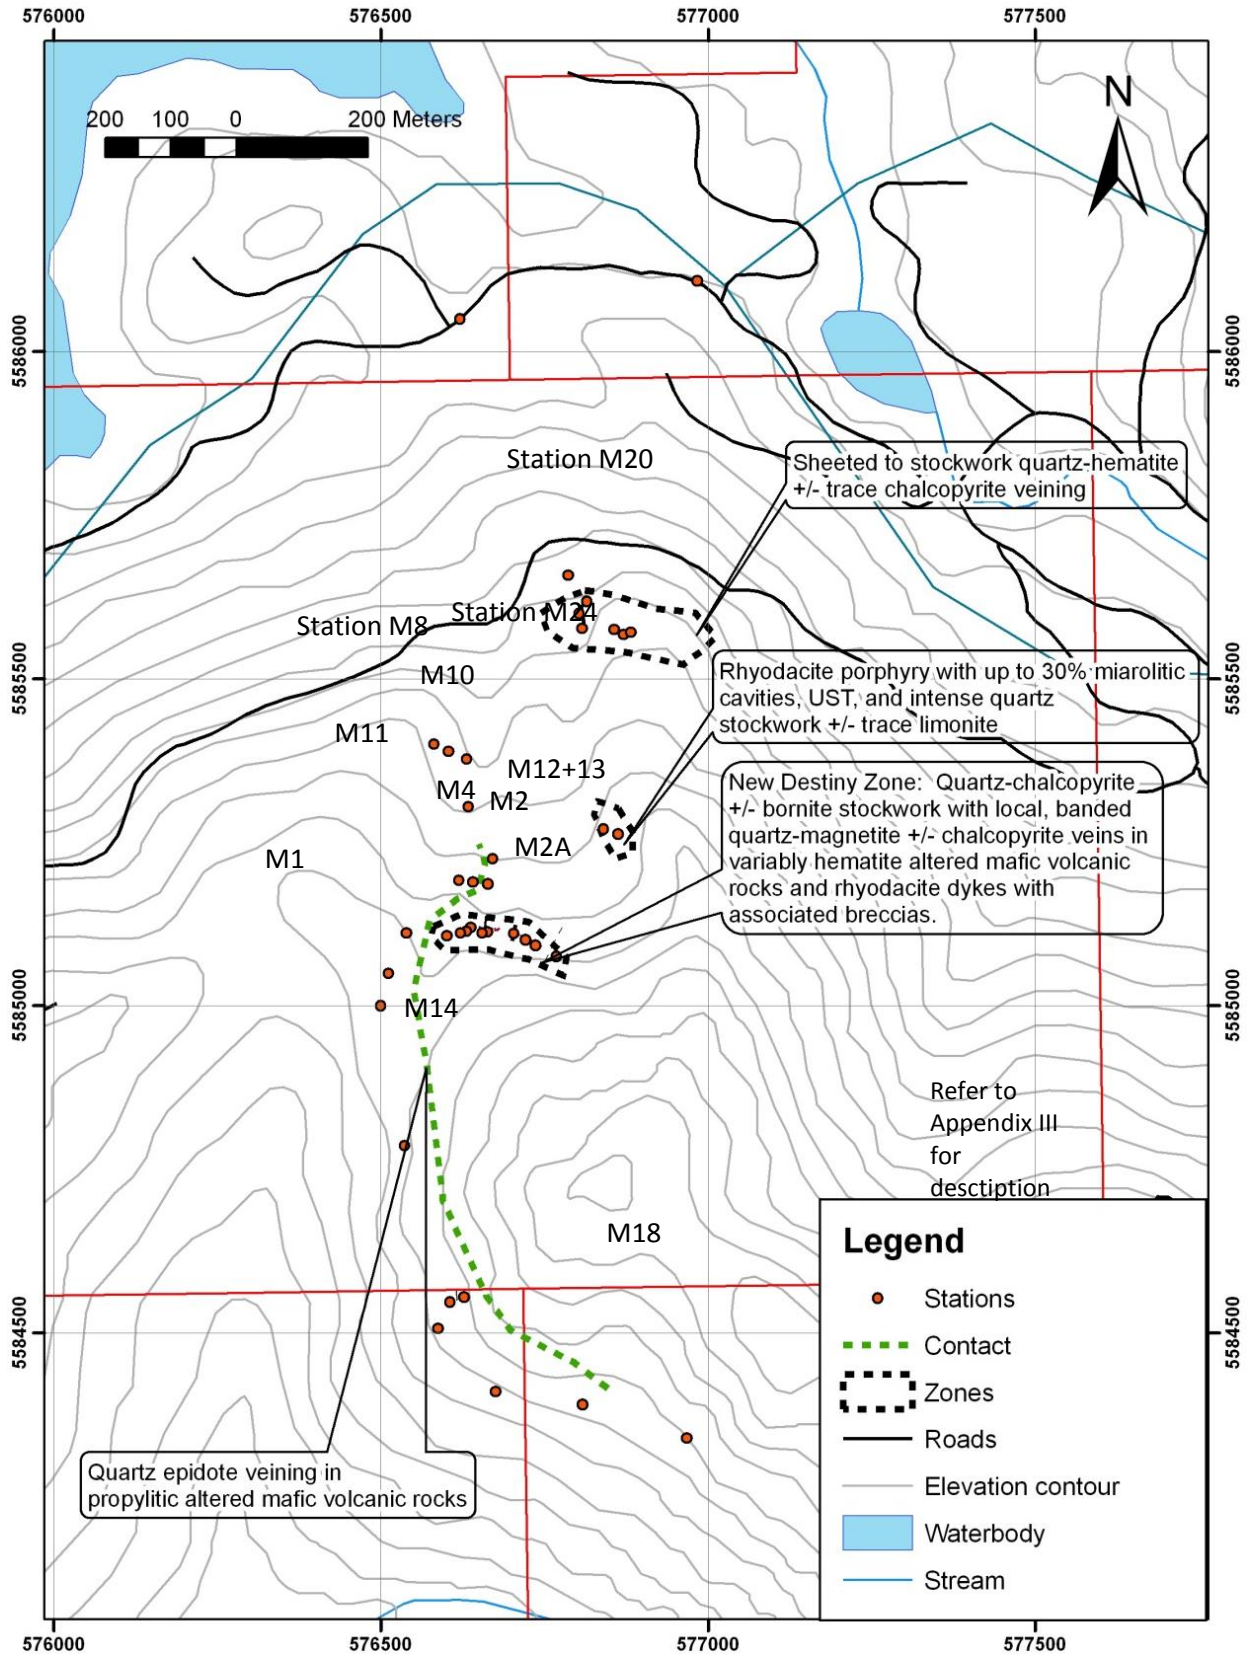 576000 576500 577000 577500
N
200 100 0 200 Meters
5586000 5586000
Station M20
Sheeted to stockwork quartz-hematite
+/- trace chalcopyrite veining
Station M24
Station M8
5585500 5585500
M10
Rhyodacite porphyry with up to 30% miarolitic
cavities, UST, and intense quartz
stockwork +/- trace limonite
M11
M12+13
M4 M2
New Destiny Zone: Quartz-chalcopyrite
+/- bornite stockwork with local, banded
quartz-magnetite +/- chalcopyrite veins in
variably hematite altered mafic volcanic
rocks and rhyodacite dykes with
associated breccias.
M2A
M1
5585000 5585000
M14
Refer to
Appendix III
for
desctiption
M18
5584500 5584500
Quartz epidote veining in
propylitic altered mafic volcanic rocks
Legend
Stations
Contact
Zones
Roads
Elevation contour
Waterbody
Stream
576000 576500 577000 577500